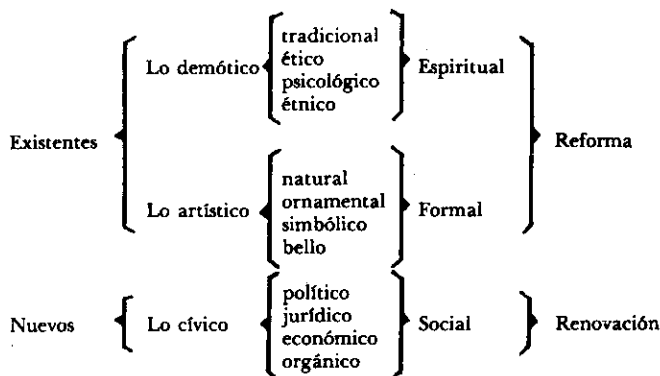 tradicional
ético
Lo demótico
Espiritual
psicológico
étnico
Existentes
Reforma
natural
ornamental
Lo artístico
Formal
simbólico
bello
político
jurídico
Nuevos
Lo cívico
Social
Renovación
económico
orgánico